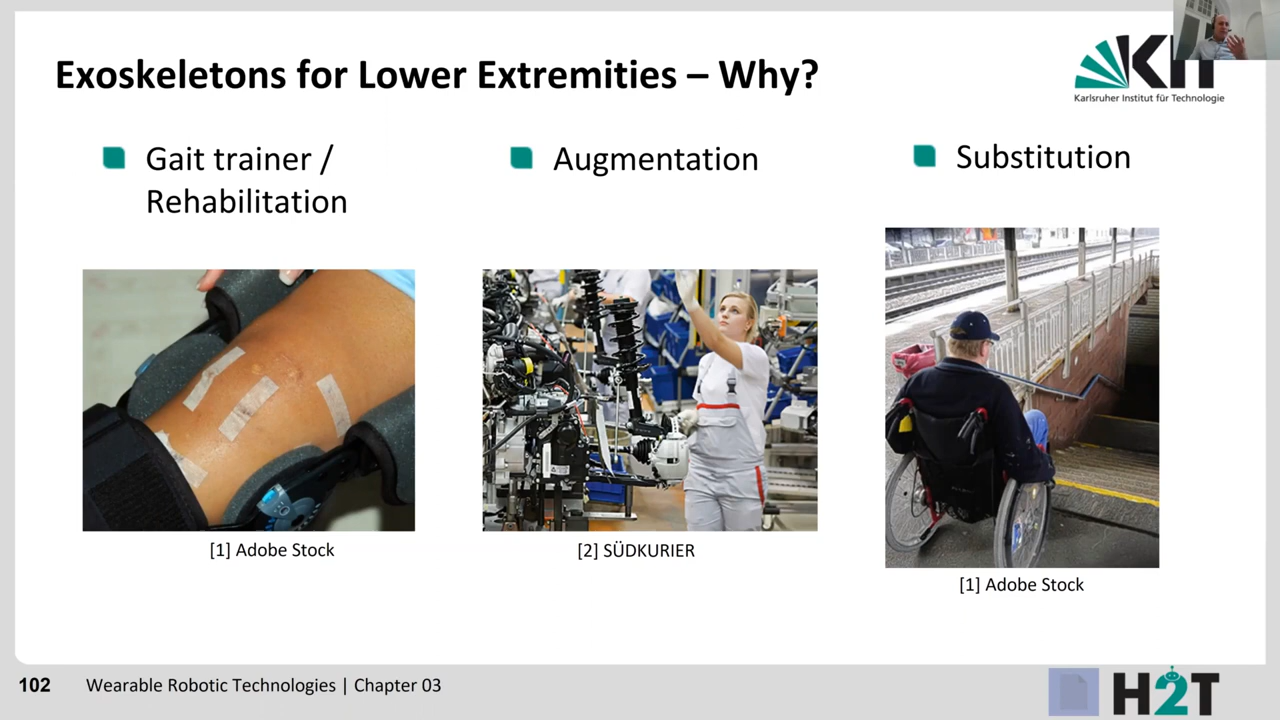 Exoskeletons for Lower Extremities – Why?
KIT
Karlsruher Institut für Technologie
Gait trainer /
Rehabilitation
Augmentation
Substitution
[1] Adobe Stock
[2] SÜDKURIER
[1] Adobe Stock
102 Wearable Robotic Technologies | Chapter 03
H2T